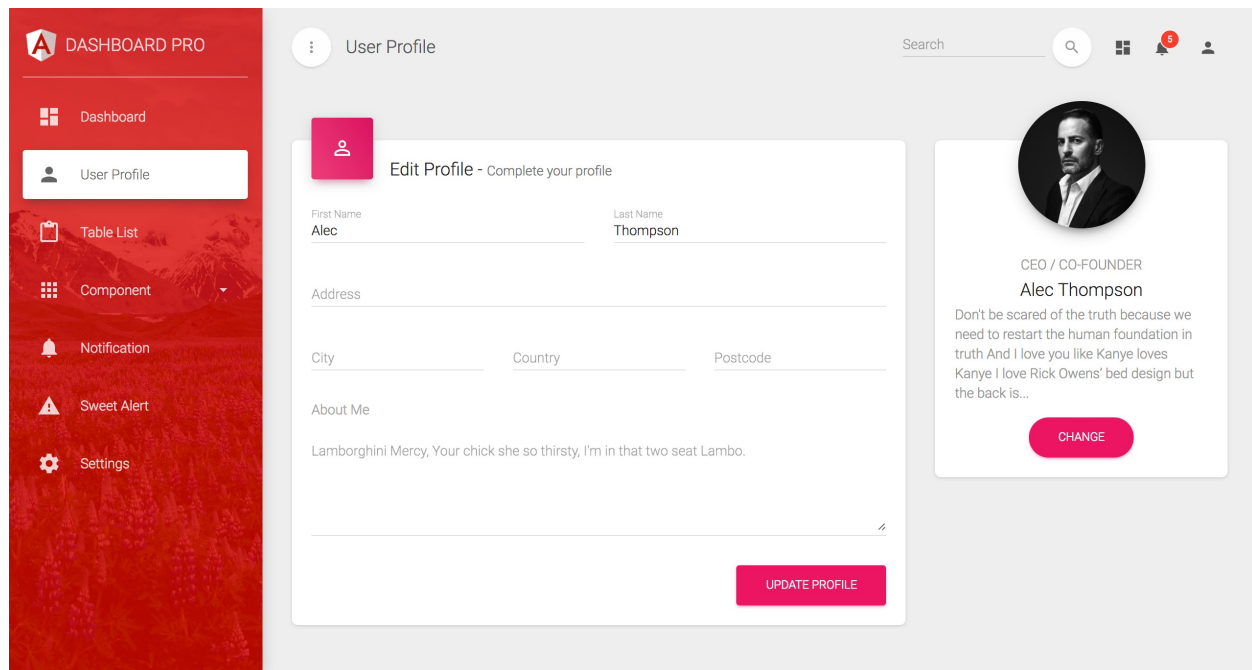 DASHBOARD PRO
Dashboard
User Profile
Table List
Component
Notification
Sweet Alert
Settings
User Profile
Search
5
Edit Profile - Complete your profile
First Name
Last Name
Alec
Thompson
Address
City
Country
Postcode
About Me
Lamborghini Mercy, Your chick she so thirsty, I'm in that two seat Lambo.
UPDATE PROFILE
CEO / CO-FOUNDER
Alec Thompson
Don't be scared of the truth because we
need to restart the human foundation in
truth And I love you like Kanye loves
Kanye I love Rick Owens' bed design but
the back is...
CHANGE